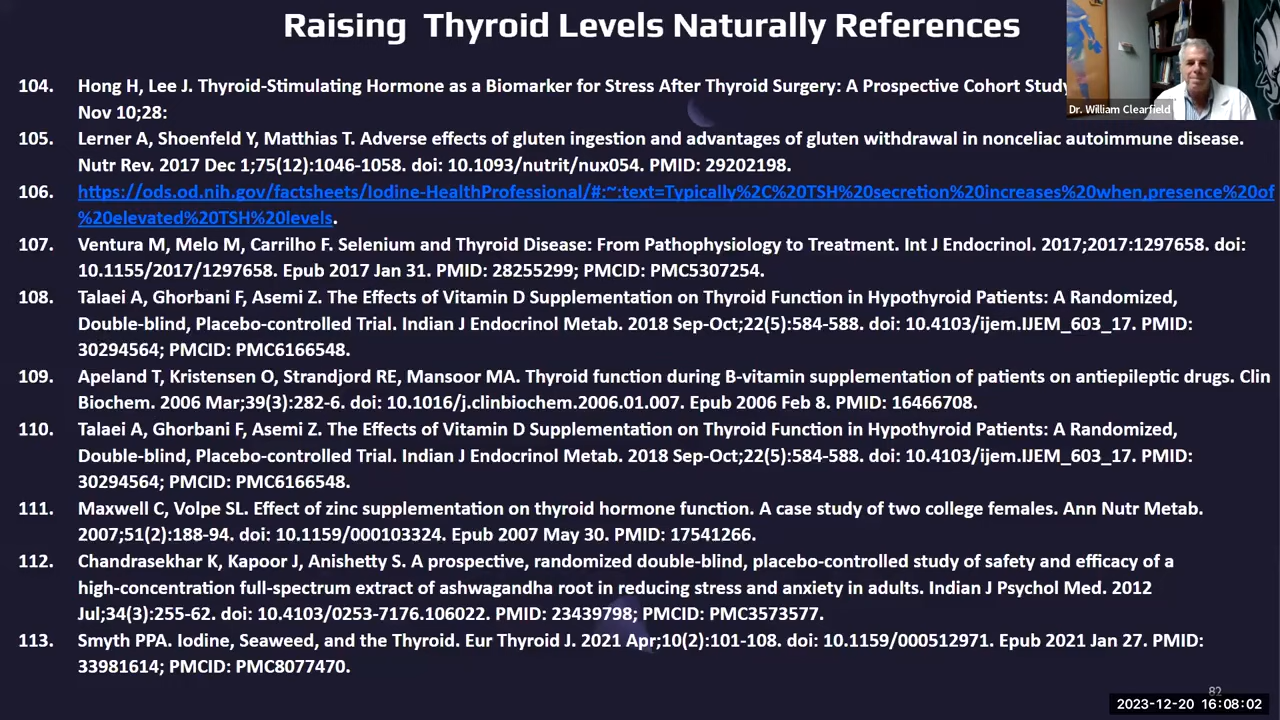 Raising Thyroid Levels Naturally References
Dr. William Clearfield
104. Hong H, Lee J. Thyroid-Stimulating Hormone as a Biomarker for Stress After Thyroid Surgery: A Prospective Cohort Study
Nov 10;28:
105. Lerner A, Shoenfeld Y, Matthias T. Adverse effects of gluten ingestion and advantages of gluten withdrawal in nonceliac autoimmune disease.
Nutr Rev. 2017 Dec 1;75(12):1046-1058. doi: 10.1093/nutrit/nux054. PMID: 29202198.
106. https://ods.od.nih.gov/factsheets/Iodine-HealthProfessional/#:~:text=Typically%2C%20TSH%20secretion%20increases%20when,presence%20of
%20elevated%20TSH%20levels.
107. Ventura M, Melo M, Carrilho F. Selenium and Thyroid Disease: From Pathophysiology to Treatment. Int J Endocrinol. 2017;2017:1297658. doi:
10.1155/2017/1297658. Epub 2017 Jan 31. PMID: 28255299; PMCID: PMC5307254.
108. Talaei A, Ghorbani F, Asemi Z. The Effects of Vitamin D Supplementation on Thyroid Function in Hypothyroid Patients: A Randomized,
Double-blind, Placebo-controlled Trial. Indian J Endocrinol Metab. 2018 Sep-Oct;22(5):584-588. doi: 10.4103/ijem.IJEM_603_17. PMID:
30294564; PMCID: PMC6166548.
109. Apeland T, Kristensen O, Strandjord RE, Mansoor MA. Thyroid function during B-vitamin supplementation of patients on antiepileptic drugs. Clin
Biochem. 2006 Mar;39(3):282-6. doi: 10.1016/j.clinbiochem.2006.01.007. Epub 2006 Feb 8. PMID: 16466708.
110. Talaei A, Ghorbani F, Asemi Z. The Effects of Vitamin D Supplementation on Thyroid Function in Hypothyroid Patients: A Randomized,
Double-blind, Placebo-controlled Trial. Indian J Endocrinol Metab. 2018 Sep-Oct;22(5):584-588. doi: 10.4103/ijem.IJEM_603_17. PMID:
30294564; PMCID: PMC6166548.
111. Maxwell C, Volpe SL. Effect of zinc supplementation on thyroid hormone function. A case study of two college females. Ann Nutr Metab.
2007;51(2):188-94. doi: 10.1159/000103324. Epub 2007 May 30. PMID: 17541266.
112. Chandrasekhar K, Kapoor J, Anishetty S. A prospective, randomized double-blind, placebo-controlled study of safety and efficacy of a
high-concentration full-spectrum extract of ashwagandha root in reducing stress and anxiety in adults. Indian J Psychol Med. 2012
Jul;34(3):255-62. doi: 10.4103/0253-7176.106022. PMID: 23439798; PMCID: PMC3573577.
113. Smyth PPA. Iodine, Seaweed, and the Thyroid. Eur Thyroid J. 2021 Apr;10(2):101-108. doi: 10.1159/000512971. Epub 2021 Jan 27. PMID:
33981614; PMCID: PMC8077470.
82
2023-12-20 16:08:02